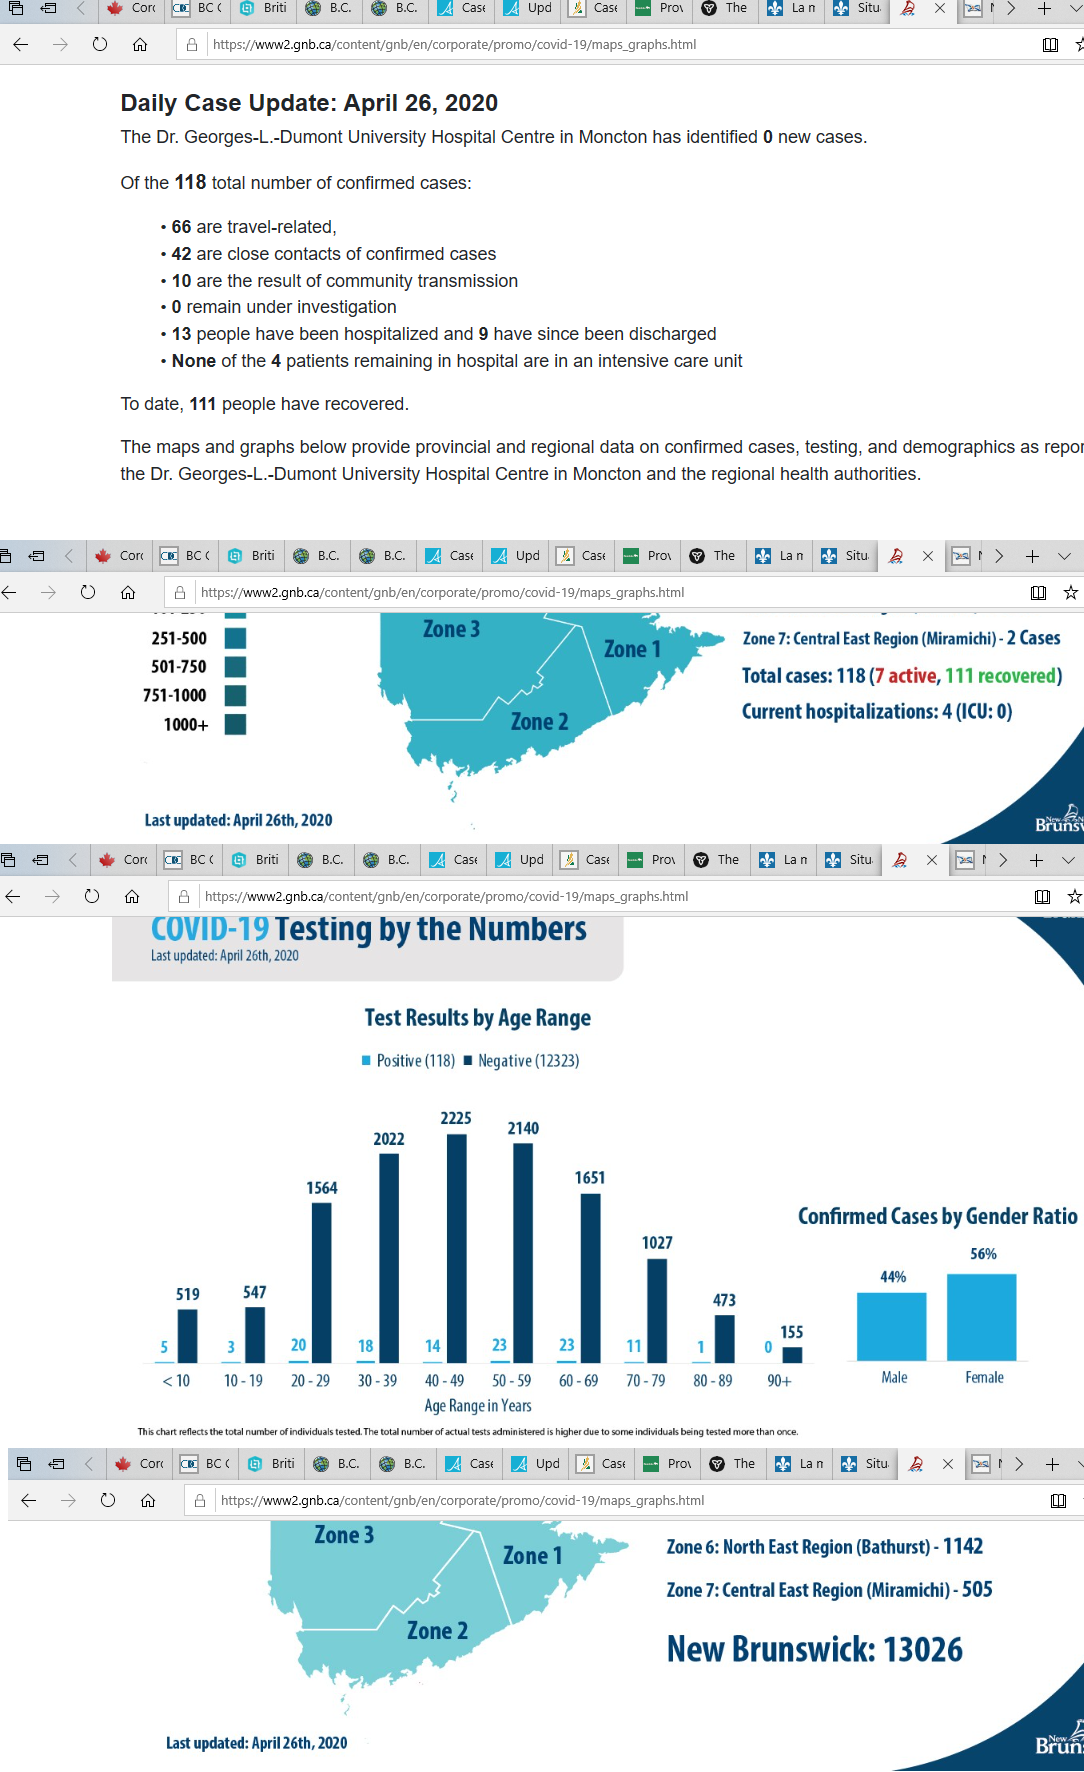 Corc BC ( Briti B.C. B.C. Case Upd Case Prov The La n Situ
https://www2.gnb.ca/content/gnb/en/corporate/promo/covid-19/maps_graphs.html
Daily Case Update: April 26, 2020
The Dr. Georges-L.-Dumont University Hospital Centre in Moncton has identified 0 new cases.
Of the 118 total number of confirmed cases:
• 66 are travel-related,
• 42 are close contacts of confirmed cases
• 10 are the result of community transmission
• 0 remain under investigation
• 13 people have been hospitalized and 9 have since been discharged
• None of the 4 patients remaining in hospital are in an intensive care unit
To date, 111 people have recovered.
The maps and graphs below provide provincial and regional data on confirmed cases, testing, and demographics as repor
the Dr. Georges-L.-Dumont University Hospital Centre in Moncton and the regional health authorities.
Corc BC ( Briti B.C. B.C. Case Upd Case Prov The La n Situ
https://www2.gnb.ca/content/gnb/en/corporate/promo/covid-19/maps_graphs.html
251-500
501-750
751-1000
1000+
Zone 3
Zone 1
Zone 2
Zone 7: Central East Region (Miramichi) - 2 Cases
Total cases: 118 (7 active, 111 recovered)
Current hospitalizations: 4 (ICU: 0)
Last updated: April 26th, 2020
New
Brunsv
Corc BC ( Briti B.C. B.C. Case Upd Case Prov The La n Situ
https://www2.gnb.ca/content/gnb/en/corporate/promo/covid-19/maps_graphs.html
COVID-19 Testing by the Numbers
Last updated: April 26th, 2020
Test Results by Age Range
Positive (118) Negative (12323)
5 519 3 547 20 1564 18 2022 14 2225 23 2140 23 1651 11 1027 1 473 0 155
< 10 10 - 19 20 - 29 30 - 39 40 - 49 50 - 59 60 - 69 70 - 79 80 - 89 90+
Age Range in Years
Confirmed Cases by Gender Ratio
44% 56%
Male Female
This chart reflects the total number of individuals tested. The total number of actual tests administered is higher due to some individuals being tested more than once.
Corc BC ( Briti B.C. B.C. Case Upd Case Prov The La n Situ
https://www2.gnb.ca/content/gnb/en/corporate/promo/covid-19/maps_graphs.html
Zone 3
Zone 1
Zone 2
Zone 6: North East Region (Bathurst) - 1142
Zone 7: Central East Region (Miramichi) - 505
New Brunswick: 13026
Last updated: April 26th, 2020
New
Bruns